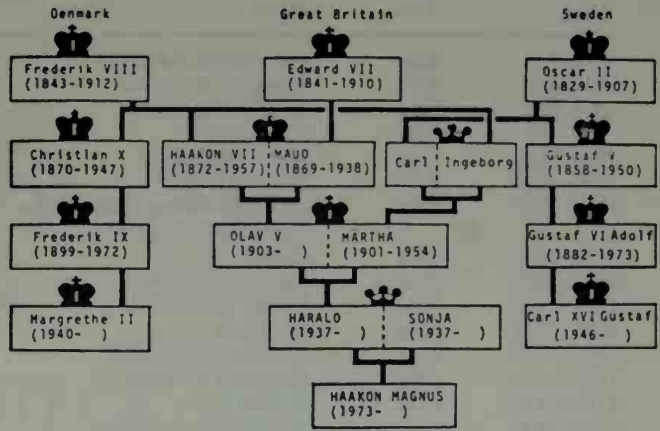 Denmark Great Britain Sweden
Frederik VIII
(1843-1912)
Edward VII
(1841-1910)
Oscar II
(1829-1907)
Christian X
(1870-1947)
HAAKON VII MAUD
(1872-1957) (1869-1938)
Carl Ingeborg
Gustaf V
(1858-1950)
Frederik IX
(1899-1972)
OLAV V MÄRTHA
(1903- ) (1901-1954)
Gustaf VI Adolf
(1882-1973)
Margrethe II
(1940- )
HARALD SONJA
(1937- ) (1937- )
Carl XVI Gustaf
(1946- )
HAAKON MAGNUS
(1973- )